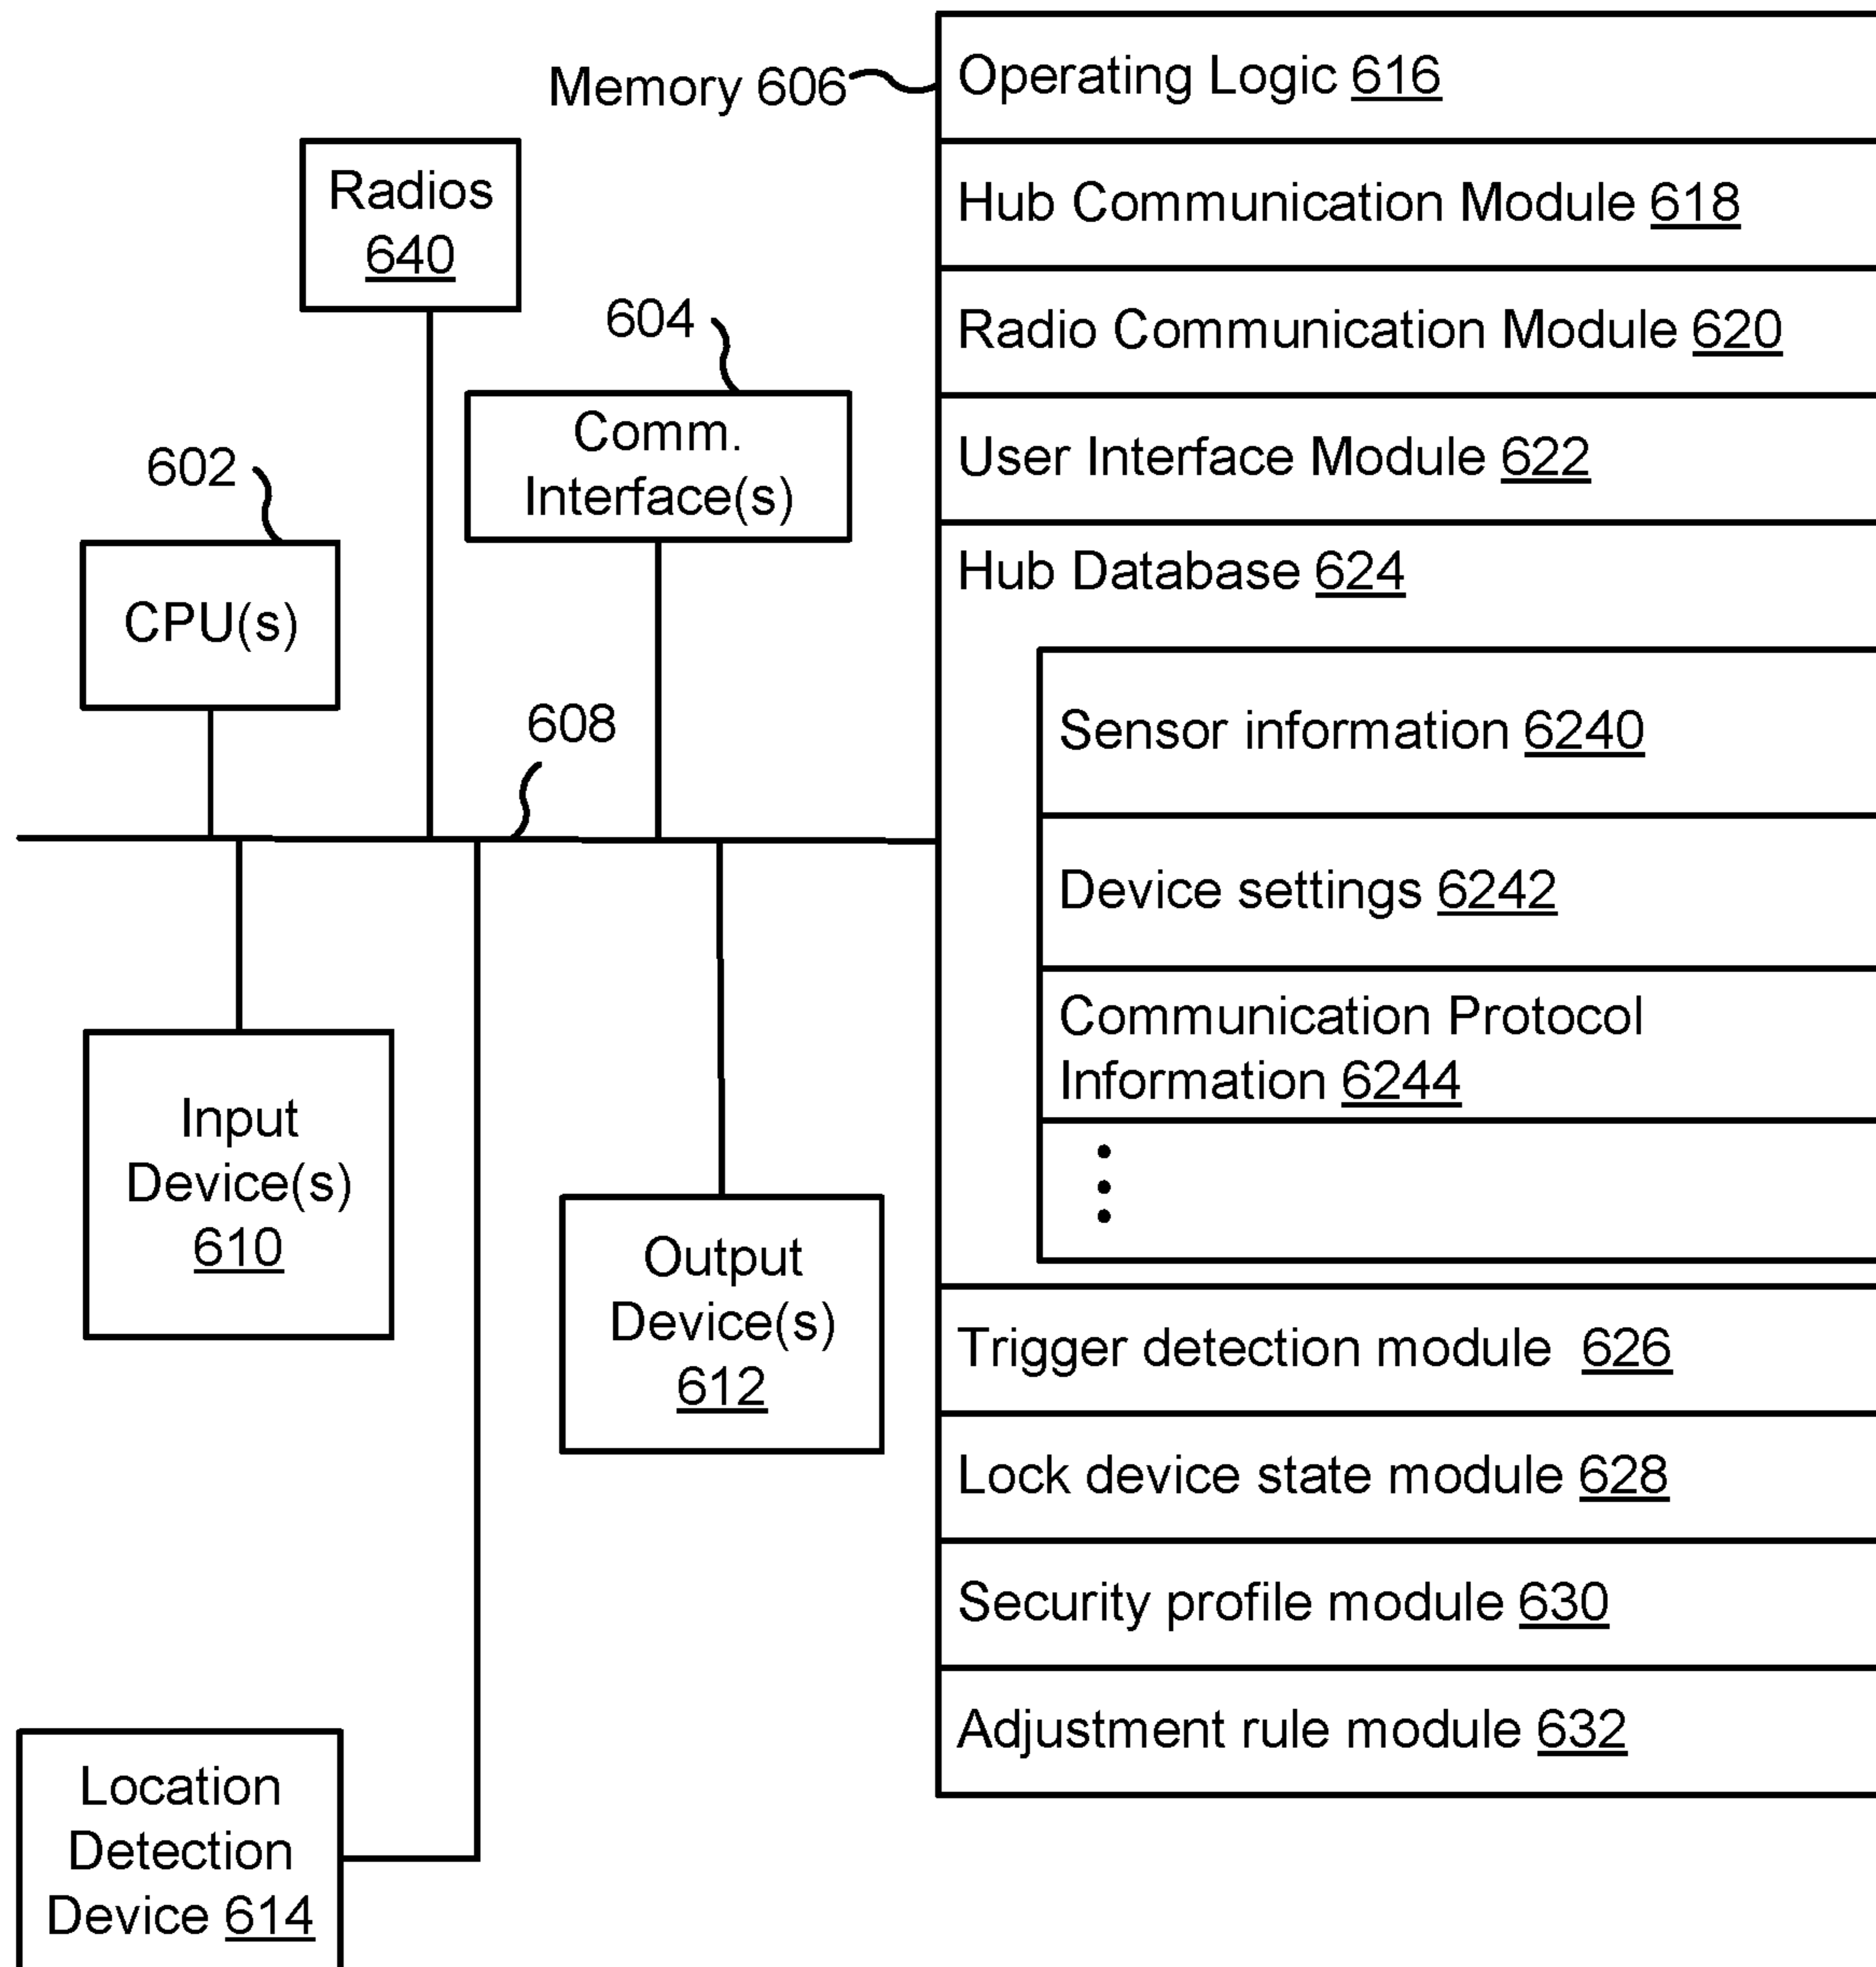 Memory 606
Operating Logic 616
Hub Communication Module 618
Radio Communication Module 620
User Interface Module 622
Hub Database 624
Sensor information 6240
Device settings 6242
Communication Protocol
Information 6244
Trigger detection module 626
Lock device state module 628
Security profile module 630
Adjustment rule module 632
Radios
640
604
Comm.
Interface(s)
602
CPU(s)
608
Input
Device(s)
610
Output
Device(s)
612
Location
Detection
Device 614